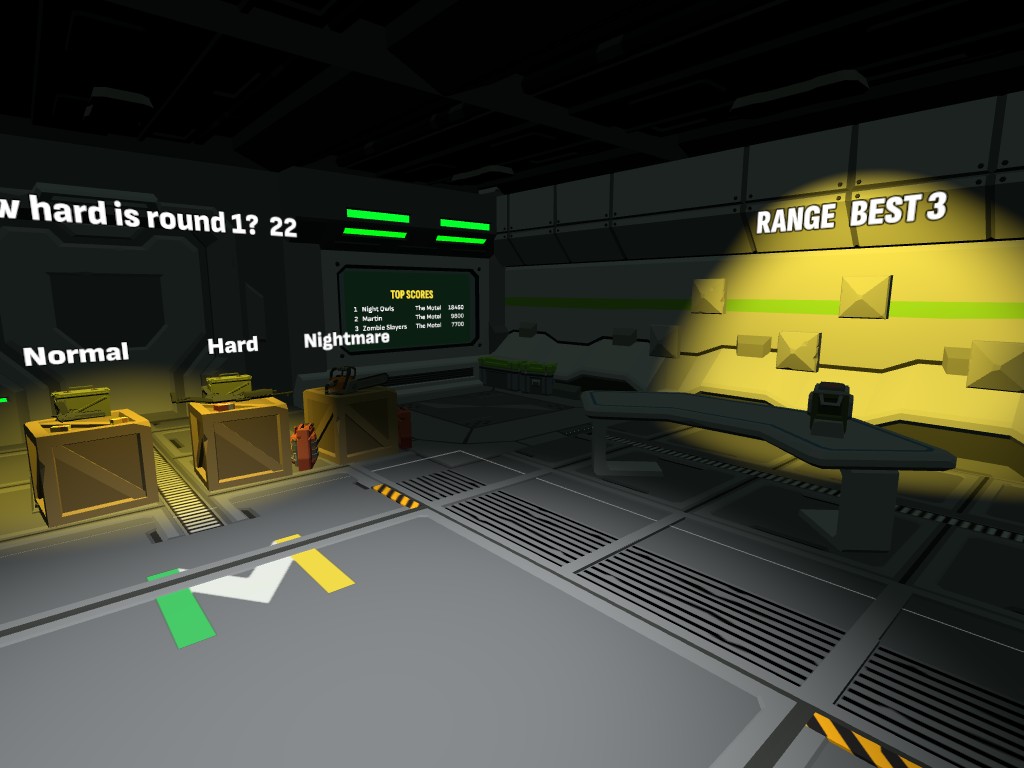 w hard is round 1? 22
RANGE BEST 3
TOP SCORES
1 Night Owls The Motel 18450
2 Martin The Motel 9800
3 Zombie Slayers The Motel 7700
Normal
Hard
Nightmare